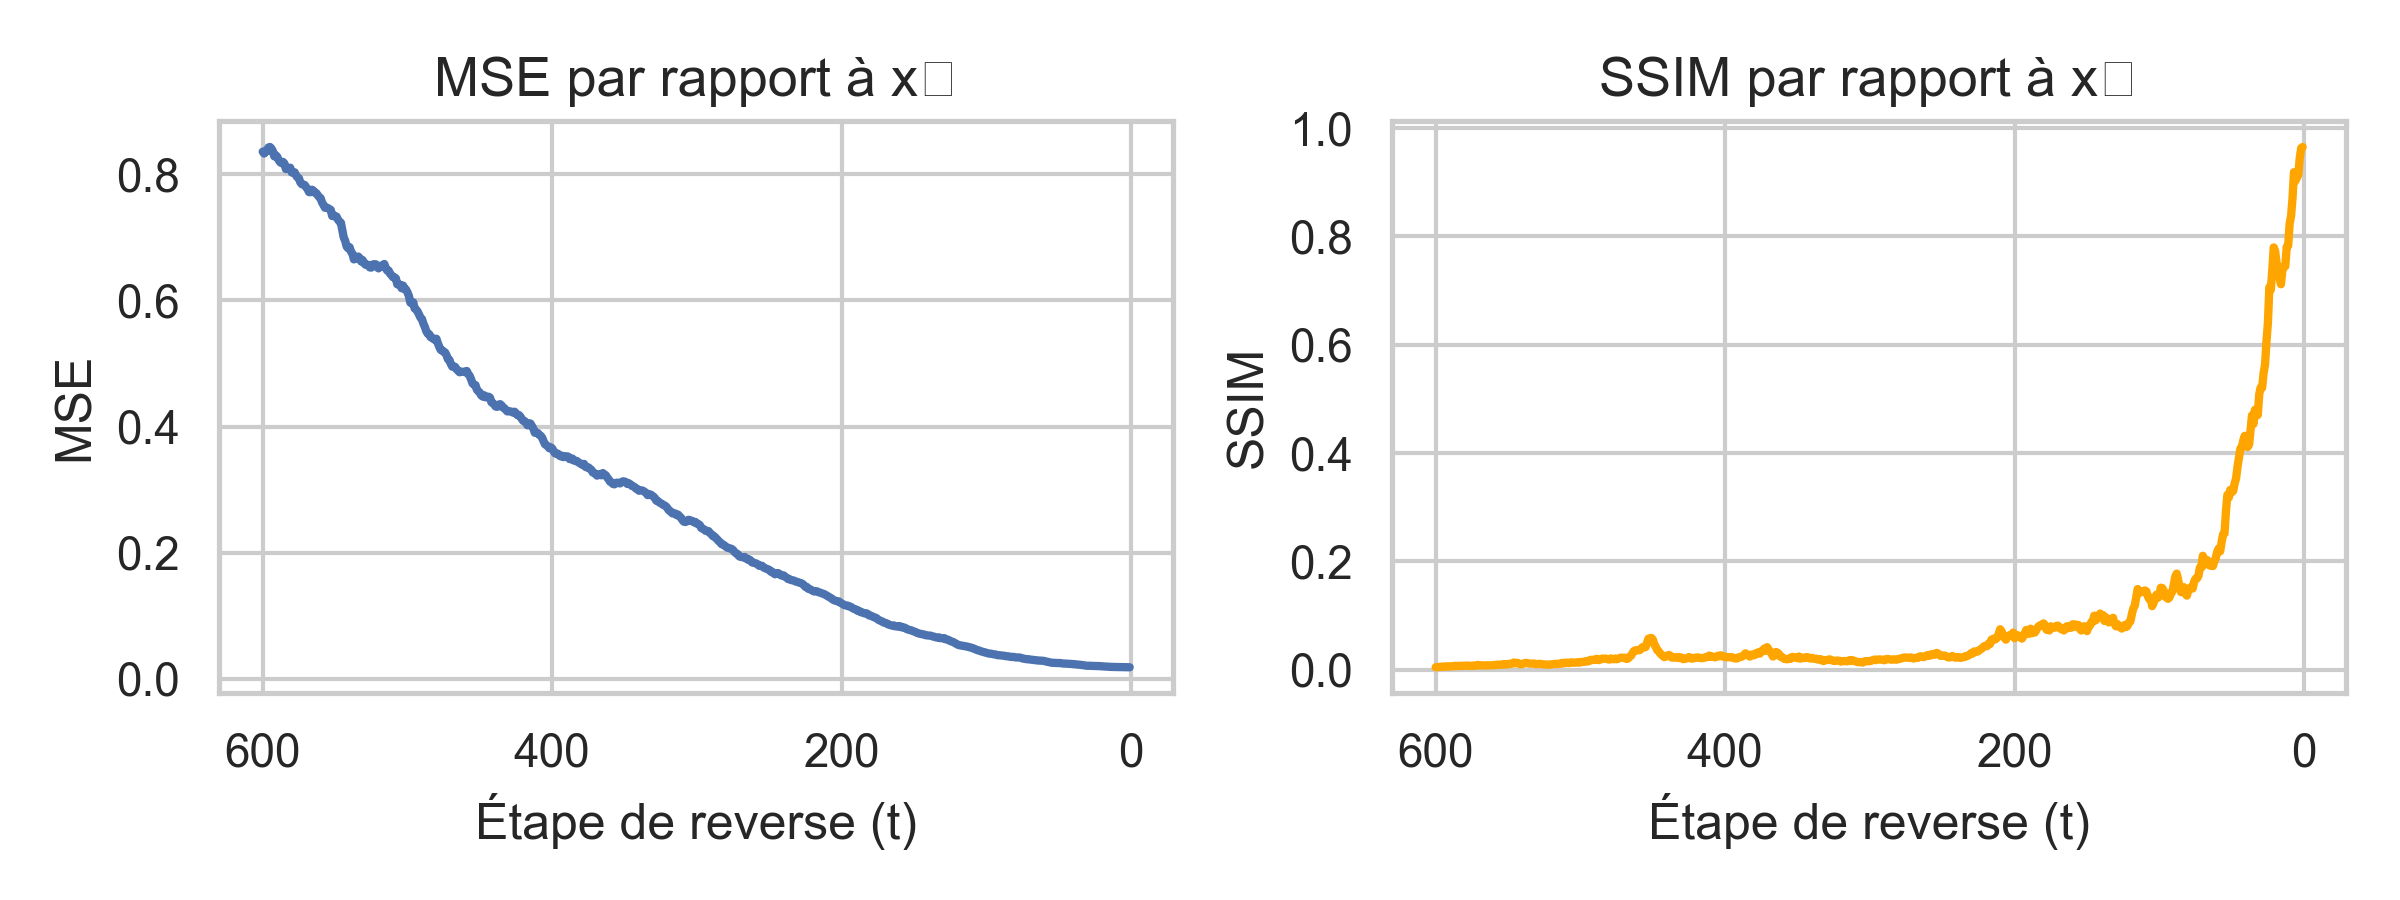 MSE par rapport à x□
0.8
0.6
0.4
0.2
0.0
MSE
600 400 200 0
Étape de reverse (t)
SSIM par rapport à x□
1.0
0.8
0.6
0.4
0.2
0.0
SSIM
600 400 200 0
Étape de reverse (t)